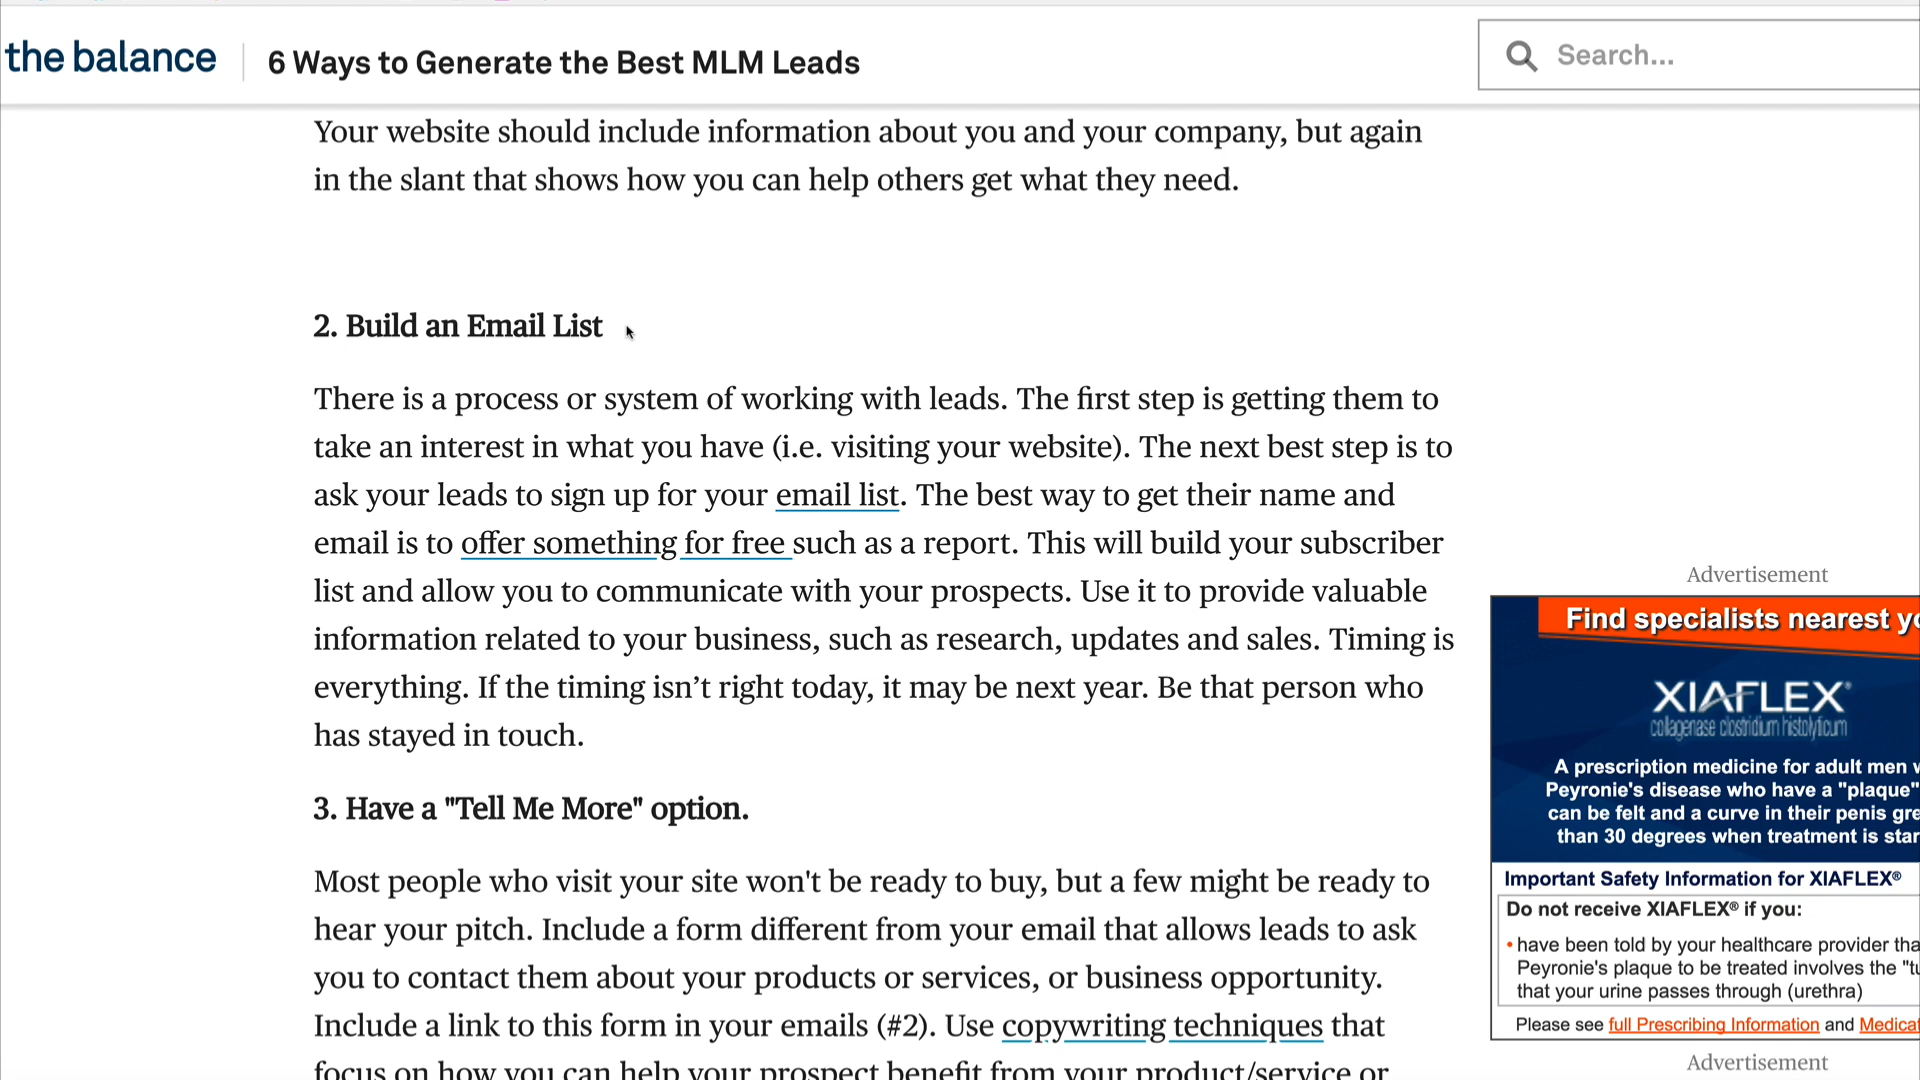 the balance
6 Ways to Generate the Best MLM Leads
Search...
Your website should include information about you and your company, but again
in the slant that shows how you can help others get what they need.
2. Build an Email List
There is a process or system of working with leads. The first step is getting them to
take an interest in what you have (i.e. visiting your website). The next best step is to
ask your leads to sign up for your email list. The best way to get their name and
email is to offer something for free such as a report. This will build your subscriber
list and allow you to communicate with your prospects. Use it to provide valuable
information related to your business, such as research, updates and sales. Timing is
everything. If the timing isn’t right today, it may be next year. Be that person who
has stayed in touch.
3. Have a "Tell Me More" option.
Most people who visit your site won't be ready to buy, but a few might be ready to
hear your pitch. Include a form different from your email that allows leads to ask
you to contact them about your products or services, or business opportunity.
Include a link to this form in your emails (#2). Use copywriting techniques that
focus on how you can help your prospect benefit from your product/service or
Advertisement
Find specialists nearest
XIAFLEX®
collagenase clostridium histolyticum
A prescription medicine for adult men
Peyronie's disease who have a "plaque"
can be felt and a curve in their penis
than 30 degrees when treatment is
Important Safety Information for XIAFLEX®
Do not receive XIAFLEX® if you:
• have been told by your healthcare provider
Peyronie's plaque to be treated involves the
that your urine passes through (urethra)
Please see full Prescribing Information and
Advertisement